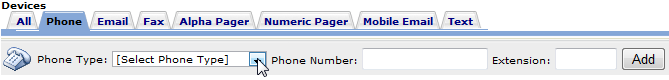 Devices
All Phone Email Fax Alpha Pager Numeric Pager Mobile Email Text
Phone Type: [Select Phone Type] Phone Number: Extension: Add